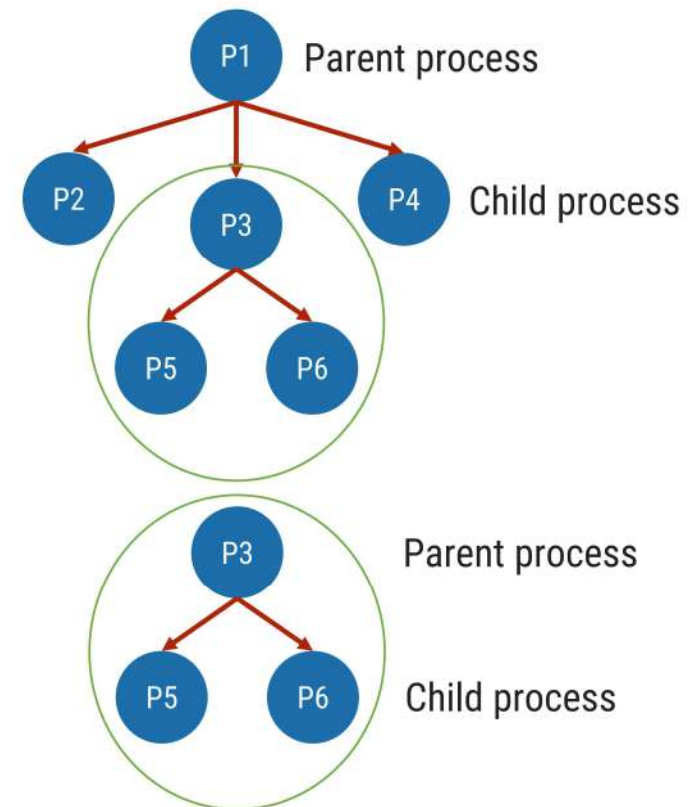 P1 Parent process
P2 P3 P4 Child process
P5 P6
P3 Parent process
P5 P6 Child process